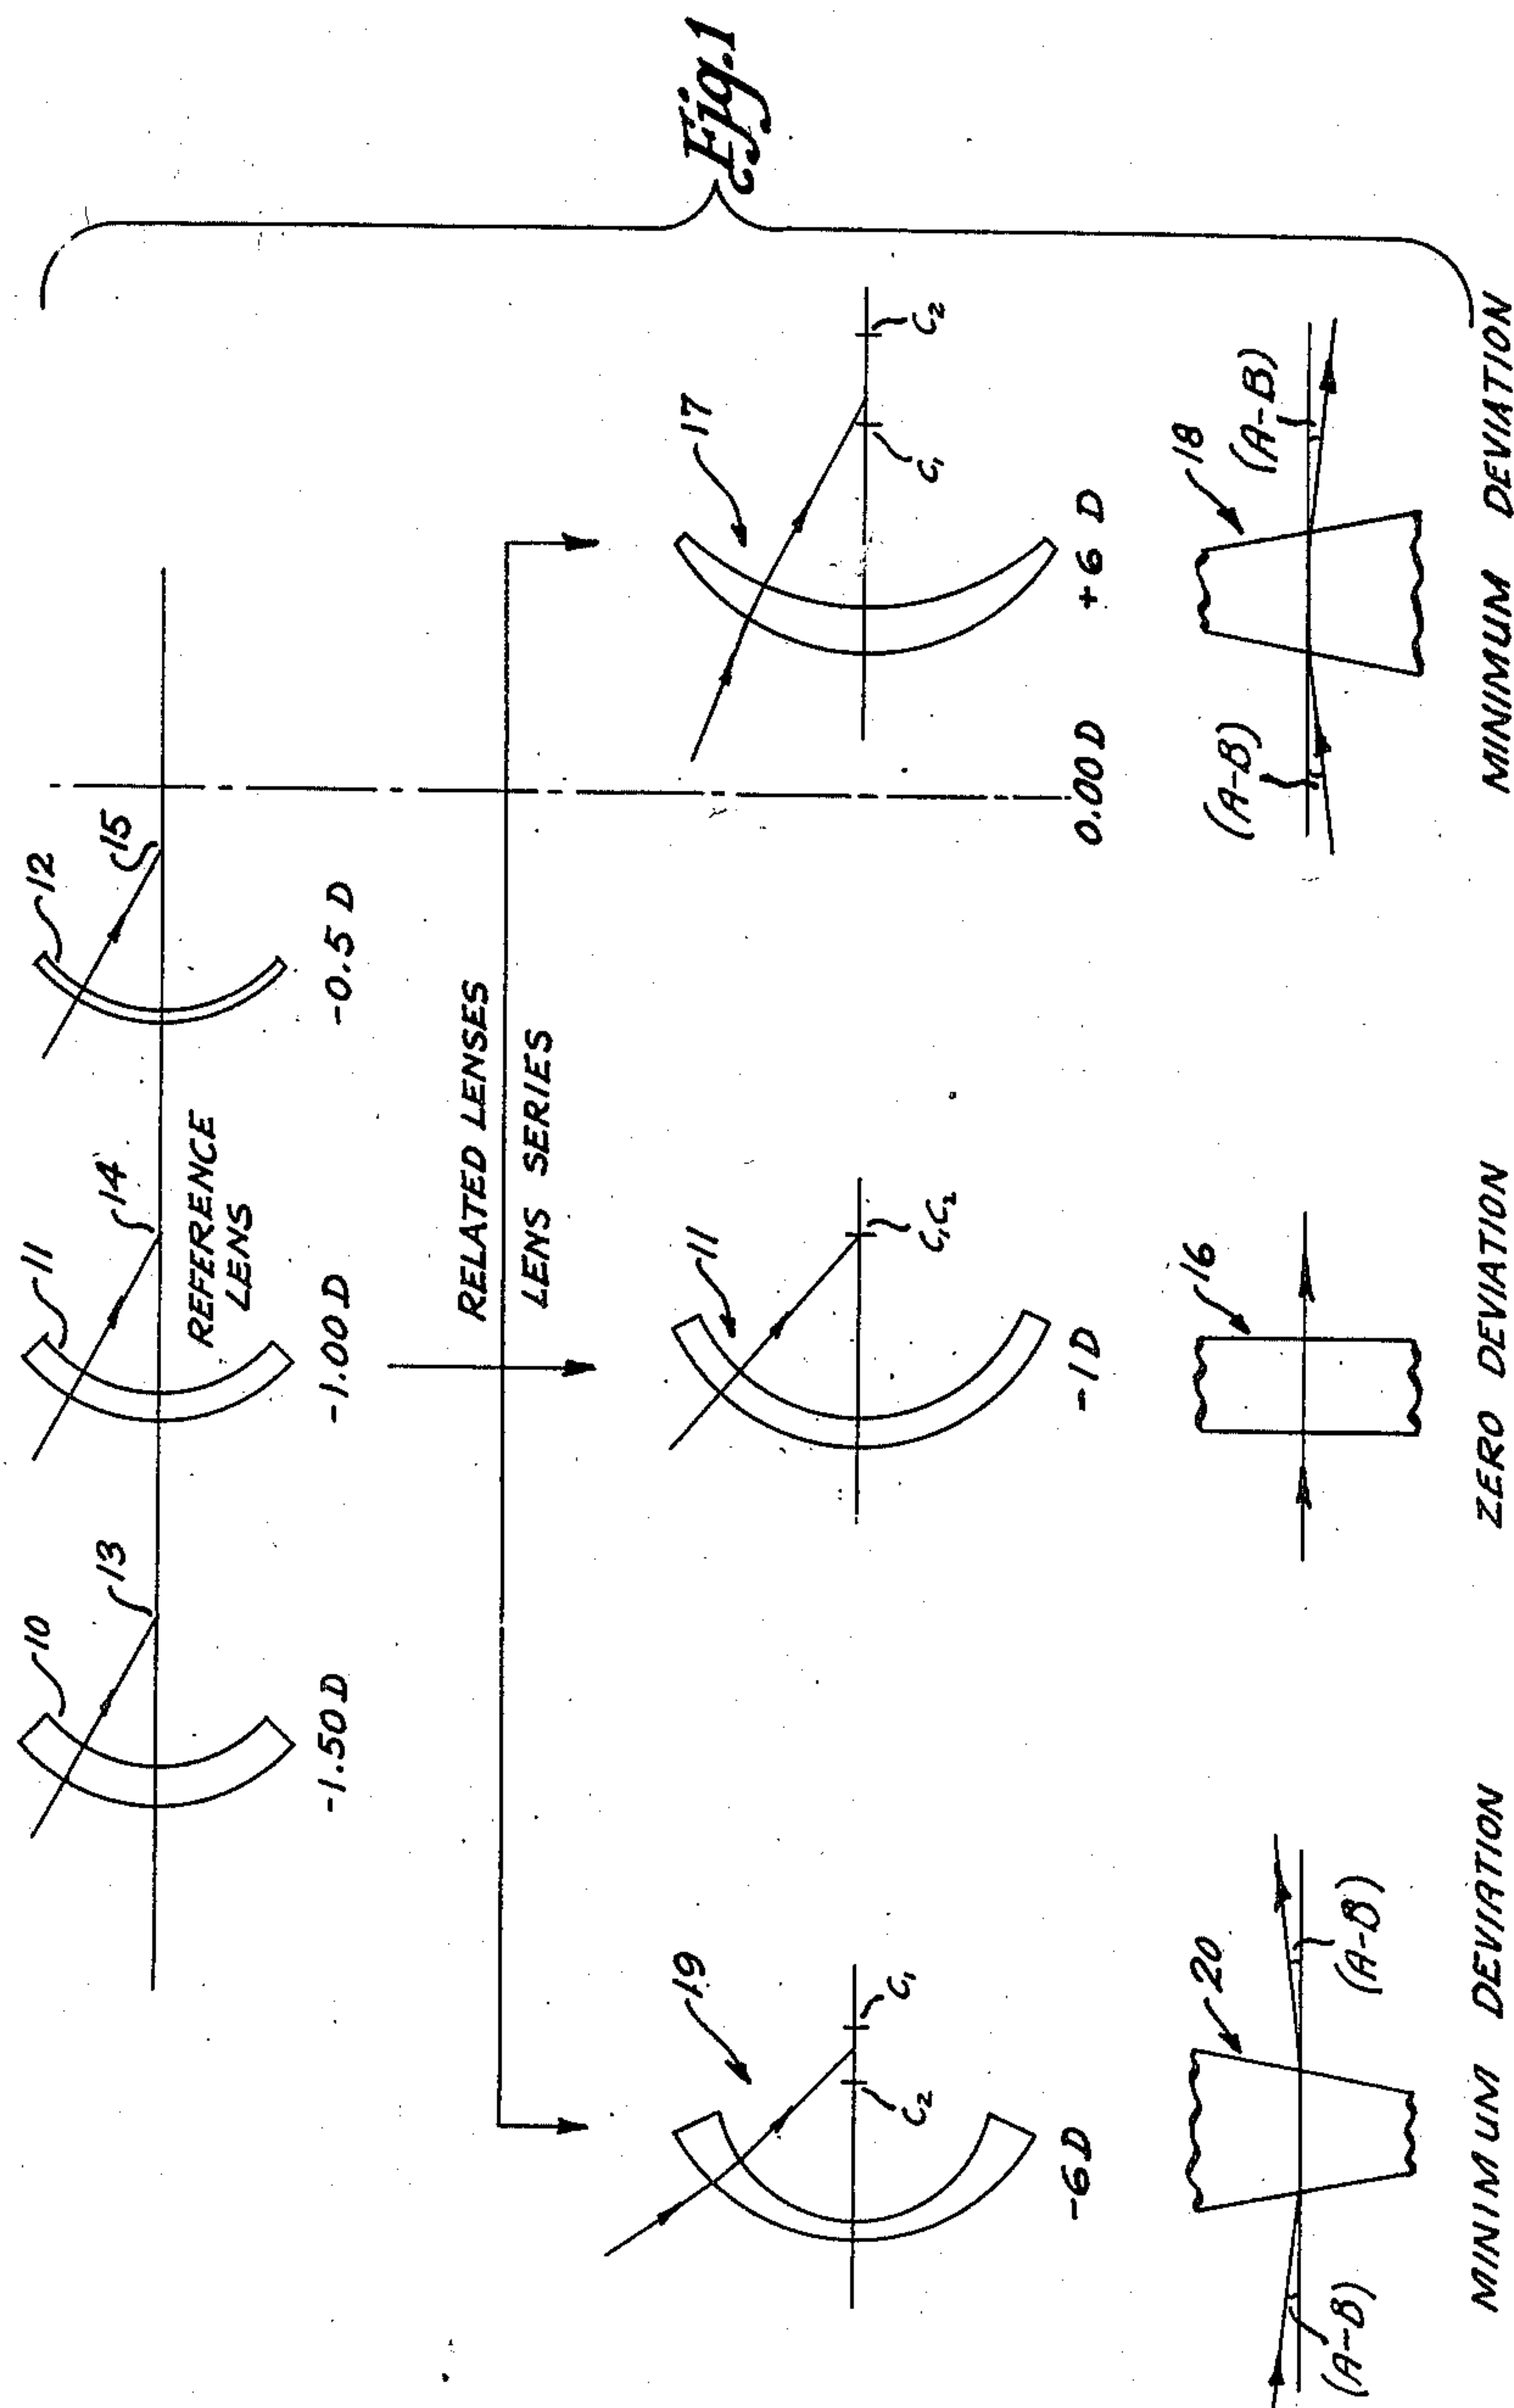 Fig.1
10
13
11
14
12
15
REFERENCE
LENS
-1.50 D
-1.00 D
-0.5 D
RELATED LENSES
LENS SERIES
19
C₂
C₁
11
C₁C₂
17
C₁
C₂
-6 D
-1 D
0.00 D
+6 D
(A-B)
20
(A-B)
16
(A-B)
18
(A-B)
MINIMUM DEVIATION
ZERO DEVIATION
MINIMUM DEVIATION